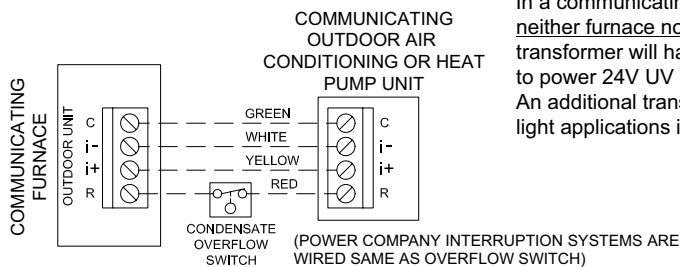 COMMUNICATING
OUTDOOR AIR
CONDITIONING OR HEAT
PUMP UNIT
COMMUNICATING
FURNACE
OUTDOOR UNIT
C
i-
i+
R
GREEN
WHITE
YELLOW
RED
C
i-
i+
R
CONDENSATE
OVERFLOW
SWITCH
(POWER COMPANY INTERRUPTION SYSTEMS ARE
WIRED SAME AS OVERFLOW SWITCH)
In a communicatin
neither furnace no
transformer will ha
to power 24V UV
An additional trans
light applications i